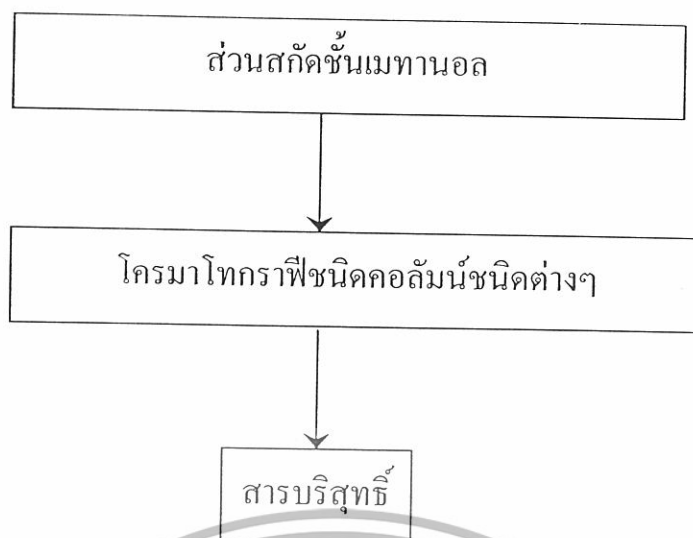 ส่วนสกัดชั้นเมทานอล
โครมาโทกราฟีชนิดคอลัมน์ชนิดต่างๆ
สารบริสุทธิ์